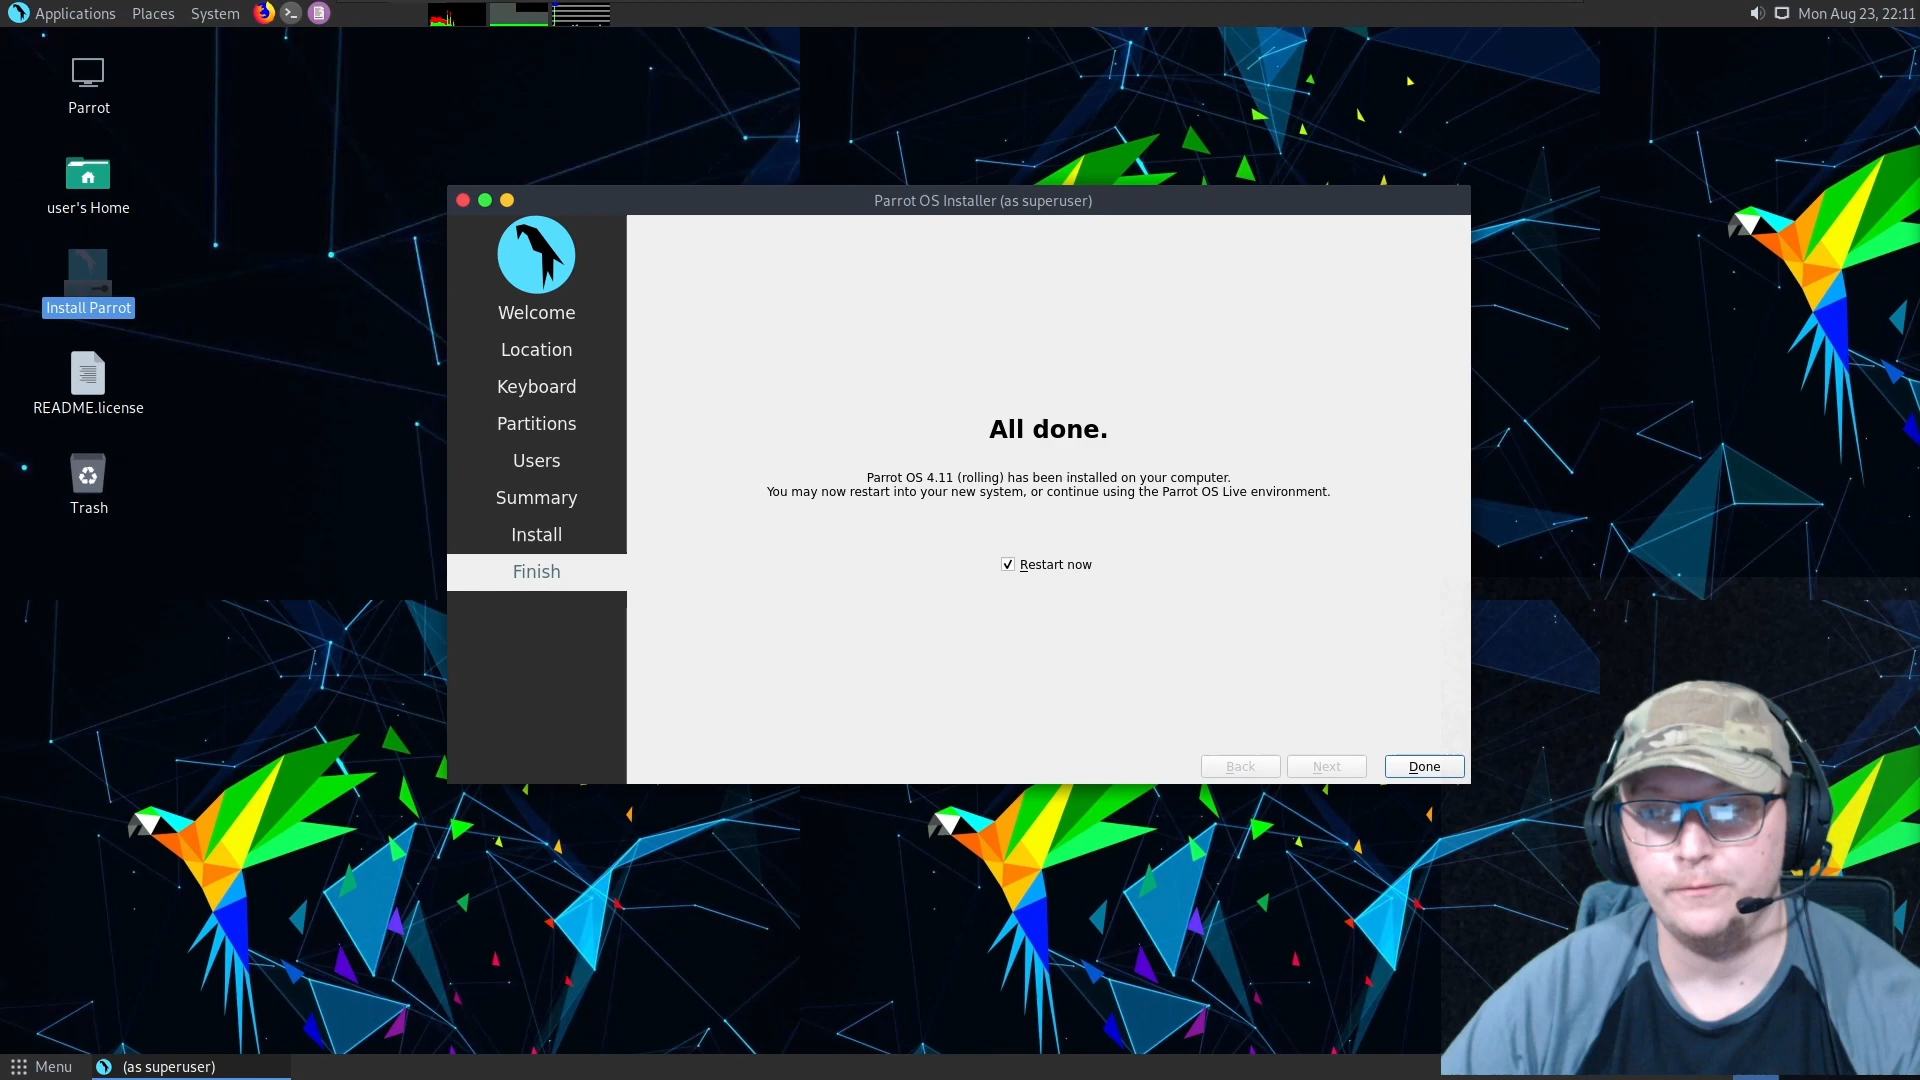 Applications Places System
Mon Aug 23, 22:11
Parrot
user's Home
Install Parrot
README.license
Trash
Parrot OS Installer (as superuser)
Welcome
Location
Keyboard
Partitions
Users
Summary
Install
Finish
All done.
Parrot OS 4.11 (rolling) has been installed on your computer.
You may now restart into your new system, or continue using the Parrot OS Live environment.
Restart now
Back Next Done
Menu (as superuser)